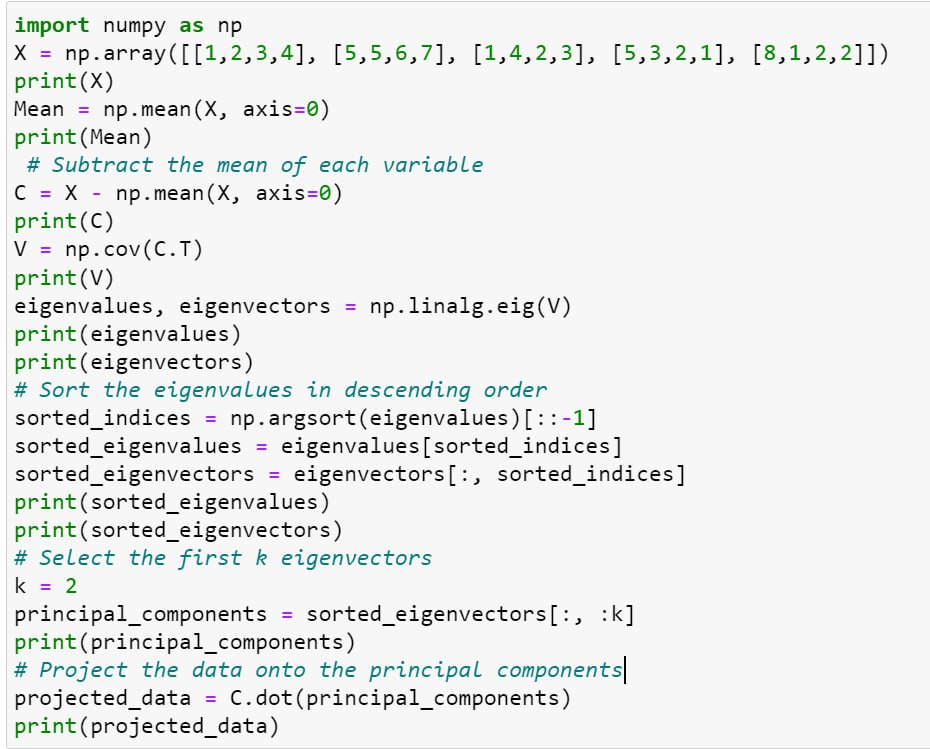 import numpy as np
X = np.array([[1,2,3,4], [5,5,6,7], [1,4,2,3], [5,3,2,1], [8,1,2,2]])
print(X)
Mean = np.mean(X, axis=0)
print(Mean)
 # Subtract the mean of each variable
C = X - np.mean(X, axis=0)
print(C)
V = np.cov(C.T)
print(V)
eigenvalues, eigenvectors = np.linalg.eig(V)
print(eigenvalues)
print(eigenvectors)
# Sort the eigenvalues in descending order
sorted_indices = np.argsort(eigenvalues)[::-1]
sorted_eigenvalues = eigenvalues[sorted_indices]
sorted_eigenvectors = eigenvectors[:, sorted_indices]
print(sorted_eigenvalues)
print(sorted_eigenvectors)
# Select the first k eigenvectors
k = 2
principal_components = sorted_eigenvectors[:, :k]
print(principal_components)
# Project the data onto the principal components
projected_data = C.dot(principal_components)
print(projected_data)